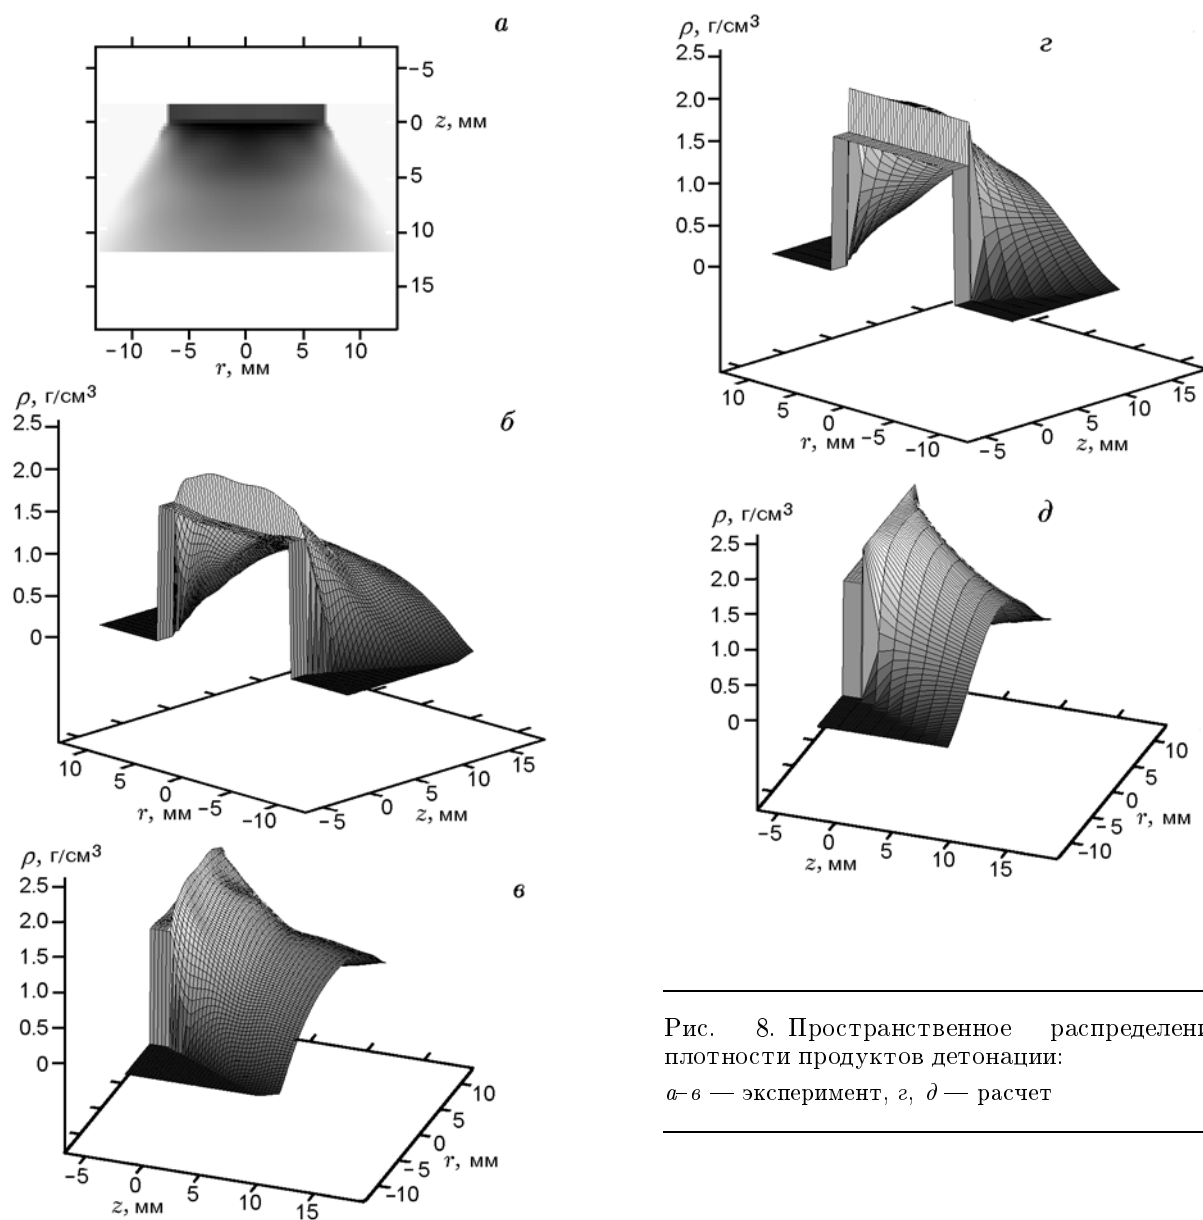 а
−5
0 z, мм
5
10
15
−10 −5 0 5 10
r, мм
ρ, г/см3
б
2.5
2.0
1.5
1.0
0.5
0
10 5 0 −5 −10
r, мм
−5 0 5 10 15
z, мм
ρ, г/см3
в
2.5
2.0
1.5
1.0
0.5
0
−5 0 5 10 15
z, мм
−10 −5 0 5 10
r, мм
ρ, г/см3
г
2.5
2.0
1.5
1.0
0.5
0
10 5 0 −5 −10
r, мм
−5 0 5 10 15
z, мм
ρ, г/см3
д
2.5
2.0
1.5
1.0
0.5
0
−5 0 5 10 15
z, мм
−10 −5 0 5 10
r, мм
Рис. 8. Пространственное распределени
плотности продуктов детонации:
а–в — эксперимент, г, д — расчет